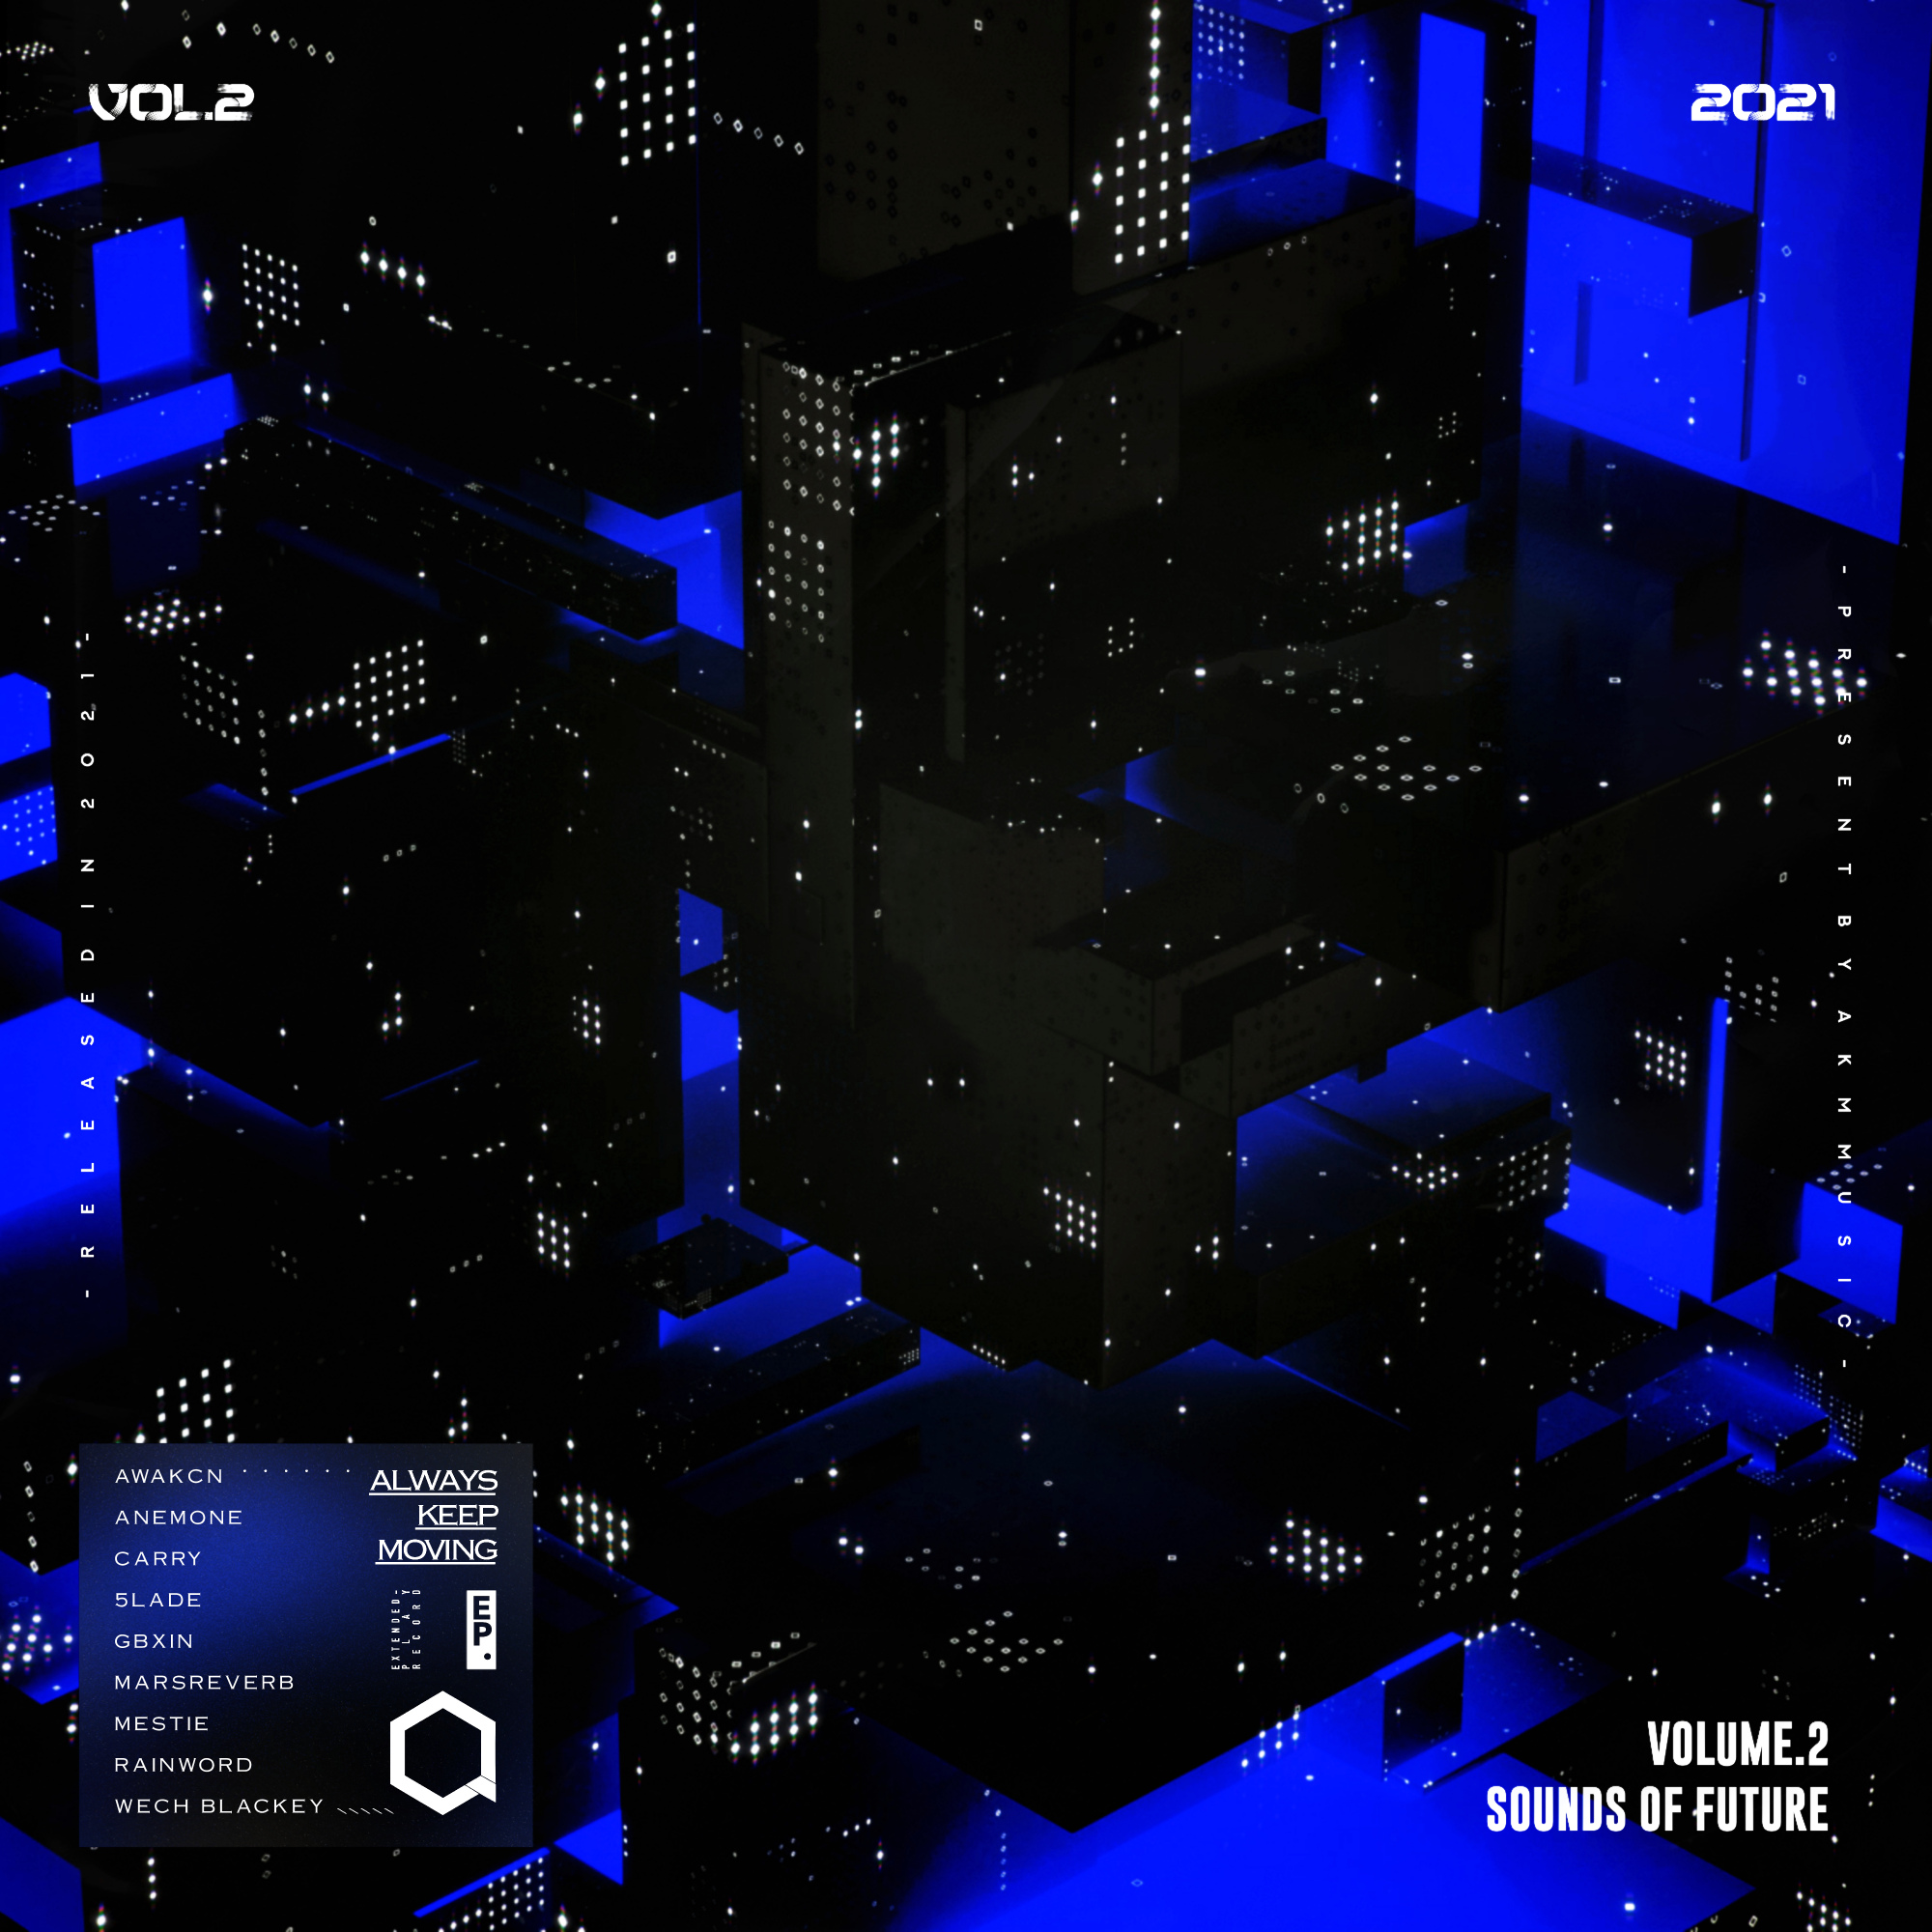 VOL.2
2021
- RELEASED IN 2021 -
- PRESENT BY AKM MUSIC -
AWAKCN
ANEMONE
CARRY
5LADE
GBXIN
MARSREVERB
MESTIE
RAINWORD
WECH BLACKEY
ALWAYS
KEEP
MOVING
EXTENDED-
PLAY
RECORD
EP.
VOLUME.2
SOUNDS OF FUTURE